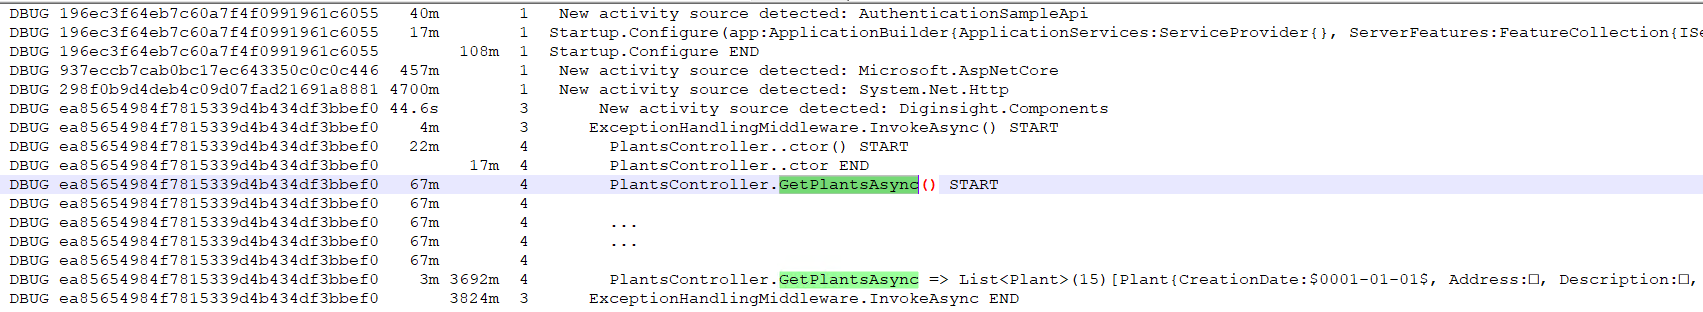 DBUG 196ec3f64eb7c60a7f4f0991961c6055 40m 1 New activity source detected: AuthenticationSampleApi
DBUG 196ec3f64eb7c60a7f4f0991961c6055 17m 1 Startup.Configure(app:ApplicationBuilder{ApplicationServices:ServiceProvider{}, ServerFeatures:FeatureCollection{ISe
DBUG 196ec3f64eb7c60a7f4f0991961c6055 108m 1 Startup.Configure END
DBUG 937eccb7cab0bc17ec643350c0c0c446 457m 1 New activity source detected: Microsoft.AspNetCore
DBUG 298f0b9d4deb4c09d07fad21691a8881 4700m 1 New activity source detected: System.Net.Http
DBUG ea85654984f7815339d4b434df3bbef0 44.6s 3 New activity source detected: Diginsight.Components
DBUG ea85654984f7815339d4b434df3bbef0 4m 3 ExceptionHandlingMiddleware.InvokeAsync() START
DBUG ea85654984f7815339d4b434df3bbef0 22m 4 PlantsController..ctor() START
DBUG ea85654984f7815339d4b434df3bbef0 17m 4 PlantsController..ctor END
DBUG ea85654984f7815339d4b434df3bbef0 67m 4 PlantsController.GetPlantsAsync() START
DBUG ea85654984f7815339d4b434df3bbef0 67m 4
DBUG ea85654984f7815339d4b434df3bbef0 67m 4 ...
DBUG ea85654984f7815339d4b434df3bbef0 67m 4 ...
DBUG ea85654984f7815339d4b434df3bbef0 67m 4
DBUG ea85654984f7815339d4b434df3bbef0 3m 3692m 4 PlantsController.GetPlantsAsync => List<Plant>(15)[Plant{CreationDate:$0001-01-01$, Address:□, Description:□,
DBUG ea85654984f7815339d4b434df3bbef0 3824m 3 ExceptionHandlingMiddleware.InvokeAsync END